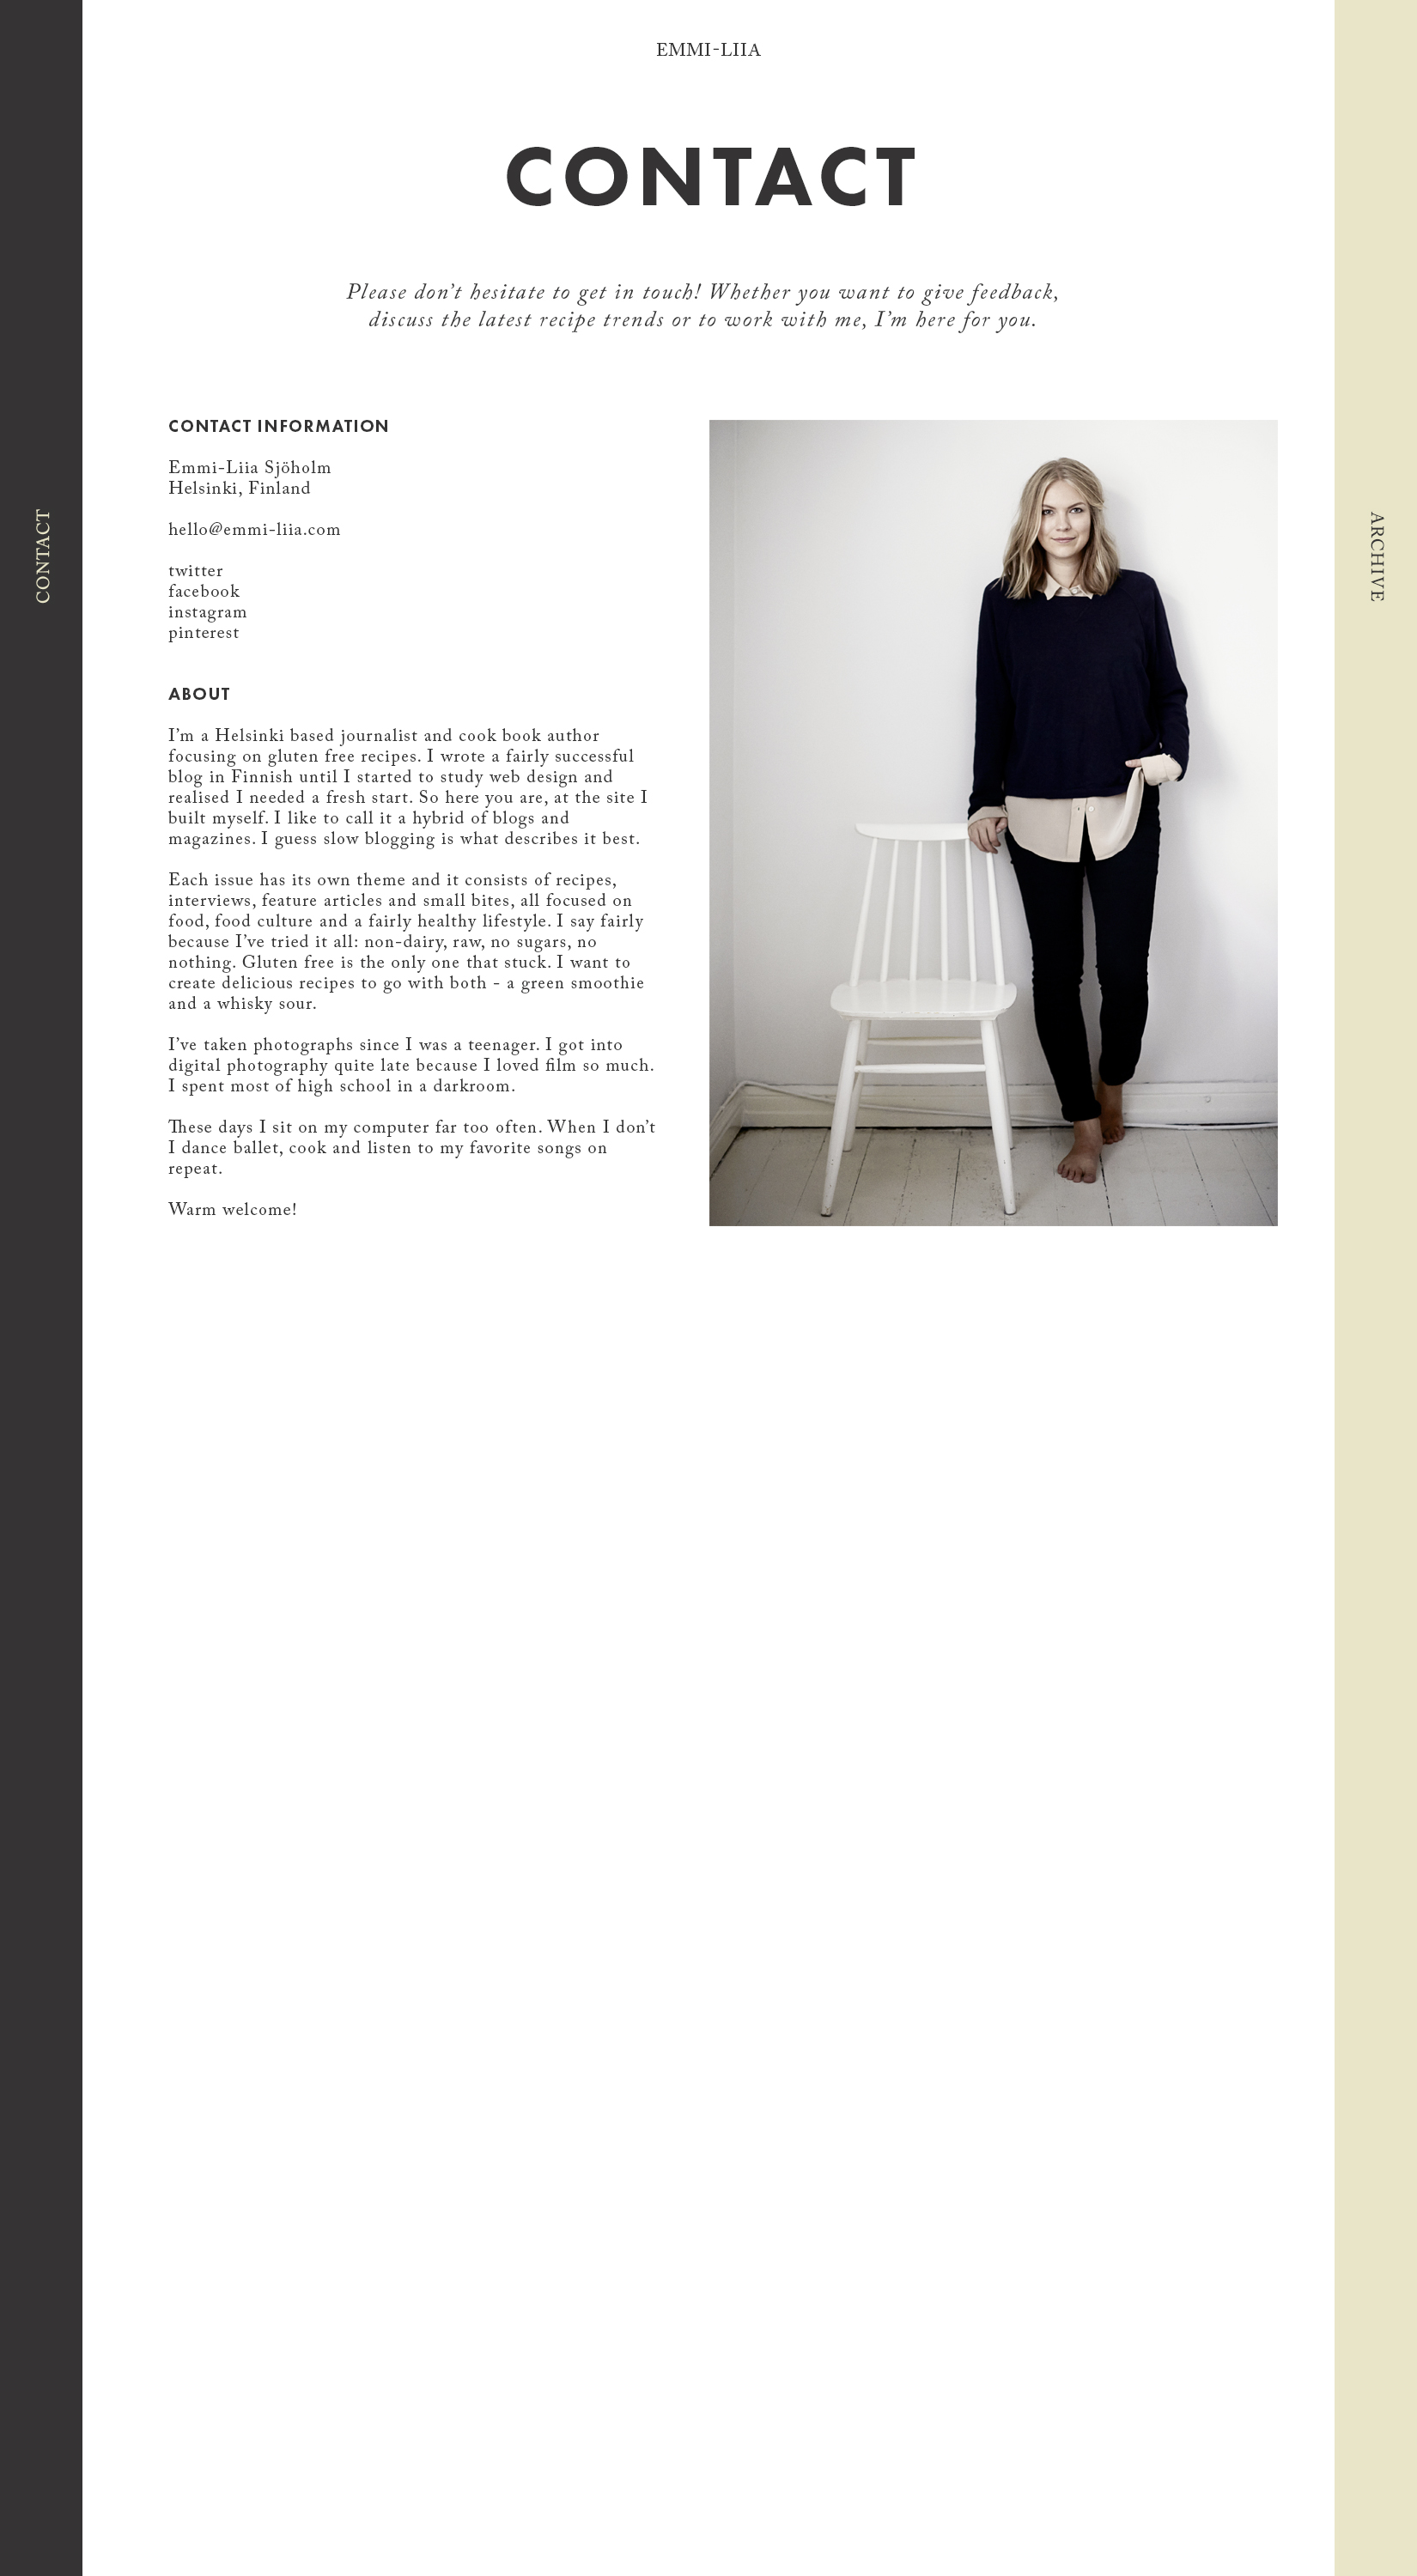 EMMI-LIIA
CONTACT
Please don’t hesitate to get in touch! Whether you want to give feedback,
discuss the latest recipe trends or to work with me, I’m here for you.
CONTACT INFORMATION
Emmi-Liia Sjöholm
Helsinki, Finland
hello@emmi-liia.com
twitter
facebook
instagram
pinterest
ABOUT
I’m a Helsinki based journalist and cook book author
focusing on gluten free recipes. I wrote a fairly successful
blog in Finnish until I started to study web design and
realised I needed a fresh start. So here you are, at the site I
built myself. I like to call it a hybrid of blogs and
magazines. I guess slow blogging is what describes it best.
Each issue has its own theme and it consists of recipes,
interviews, feature articles and small bites, all focused on
food, food culture and a fairly healthy lifestyle. I say fairly
because I’ve tried it all: non-dairy, raw, no sugars, no
nothing. Gluten free is the only one that stuck. I want to
create delicious recipes to go with both - a green smoothie
and a whisky sour.
I’ve taken photographs since I was a teenager. I got into
digital photography quite late because I loved film so much.
I spent most of high school in a darkroom.
These days I sit on my computer far too often. When I don’t
I dance ballet, cook and listen to my favorite songs on
repeat.
Warm welcome!
CONTACT
ARCHIVE